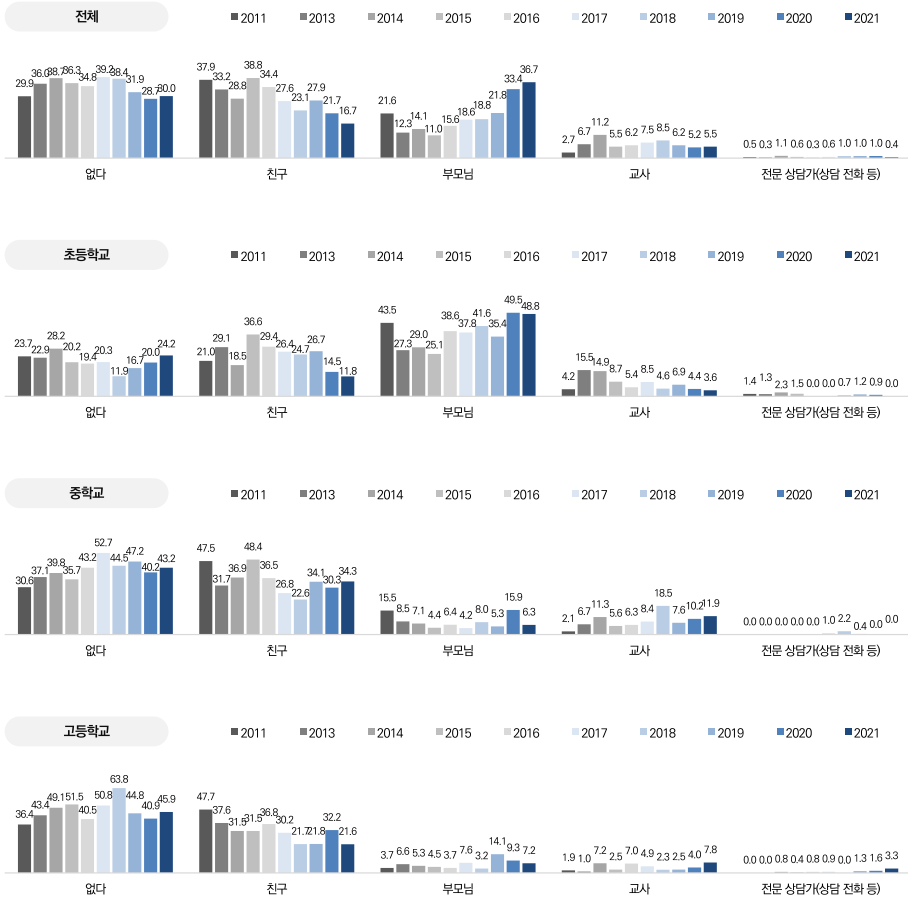 전체
2011 2013 2014 2015 2016 2017 2018 2019 2020 2021
29.9 36.0 38.7 36.3 34.8 39.2 38.4 31.9 28.7 30.0
37.9 33.2 28.8 38.8 34.4 27.6 23.1 27.9 21.7 16.7
21.6 12.3 14.1 11.0 15.6 18.6 18.8 21.8 33.4 36.7
2.7 6.7 11.2 5.5 6.2 7.5 8.5 6.2 5.2 5.5
0.5 0.3 1.1 0.6 0.3 0.6 1.0 1.0 1.0 0.4
없다 친구 부모님 교사 전문 상담가(상담 전화 등)
초등학교
2011 2013 2014 2015 2016 2017 2018 2019 2020 2021
23.7 22.9 28.2 20.2 19.4 20.3 11.9 16.7 20.0 24.2
21.0 29.1 18.5 36.6 29.4 26.4 24.7 26.7 14.5 11.8
43.5 27.3 29.0 25.1 38.6 37.8 41.6 35.4 49.5 48.8
4.2 15.5 14.9 8.7 5.4 8.5 4.6 6.9 4.4 3.6
1.4 1.3 2.3 1.5 0.0 0.0 0.7 1.2 0.9 0.0
없다 친구 부모님 교사 전문 상담가(상담 전화 등)
중학교
2011 2013 2014 2015 2016 2017 2018 2019 2020 2021
30.6 37.1 39.8 35.7 43.2 52.7 44.5 47.2 40.2 43.2
47.5 31.7 36.9 48.4 36.5 26.8 22.6 34.1 30.3 34.3
15.5 8.5 7.1 4.4 6.4 4.2 8.0 5.3 15.9 6.3
2.1 6.7 11.3 5.6 6.3 8.4 18.5 7.6 10.2 11.9
0.0 0.0 0.0 0.0 0.0 1.0 2.2 0.4 0.0 0.0
없다 친구 부모님 교사 전문 상담가(상담 전화 등)
고등학교
2011 2013 2014 2015 2016 2017 2018 2019 2020 2021
36.4 43.4 49.1 51.5 40.5 50.8 63.8 44.8 40.9 45.9
47.7 37.6 31.5 31.5 36.8 30.2 21.7 21.8 32.2 21.6
3.7 6.6 5.3 4.5 3.7 7.6 3.2 14.1 9.3 7.2
1.9 1.0 7.2 2.5 7.0 4.9 2.3 2.5 4.0 7.8
0.0 0.0 0.8 0.4 0.8 0.9 0.0 1.3 1.6 3.3
없다 친구 부모님 교사 전문 상담가(상담 전화 등)